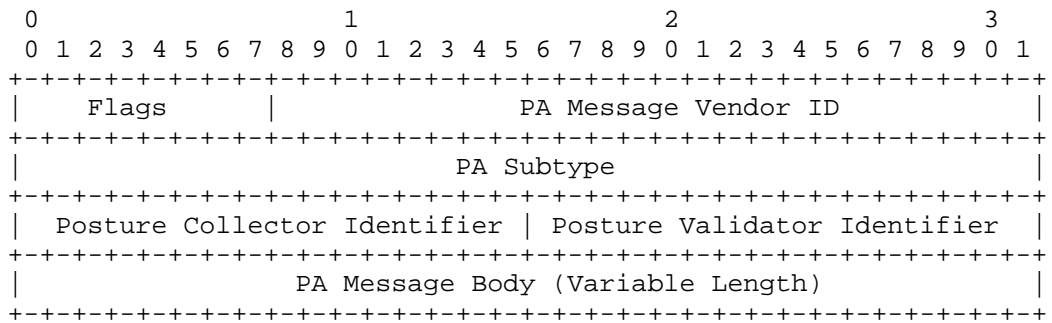 0                   1                   2                   3
 0 1 2 3 4 5 6 7 8 9 0 1 2 3 4 5 6 7 8 9 0 1 2 3 4 5 6 7 8 9 0 1
+-+-+-+-+-+-+-+-+-+-+-+-+-+-+-+-+-+-+-+-+-+-+-+-+-+-+-+-+-+-+-+-+
|    Flags      |               PA Message Vendor ID            |
+-+-+-+-+-+-+-+-+-+-+-+-+-+-+-+-+-+-+-+-+-+-+-+-+-+-+-+-+-+-+-+-+
|                           PA Subtype                          |
+-+-+-+-+-+-+-+-+-+-+-+-+-+-+-+-+-+-+-+-+-+-+-+-+-+-+-+-+-+-+-+-+
|  Posture Collector Identifier | Posture Validator Identifier  |
+-+-+-+-+-+-+-+-+-+-+-+-+-+-+-+-+-+-+-+-+-+-+-+-+-+-+-+-+-+-+-+-+
|                 PA Message Body (Variable Length)             |
+-+-+-+-+-+-+-+-+-+-+-+-+-+-+-+-+-+-+-+-+-+-+-+-+-+-+-+-+-+-+-+-+